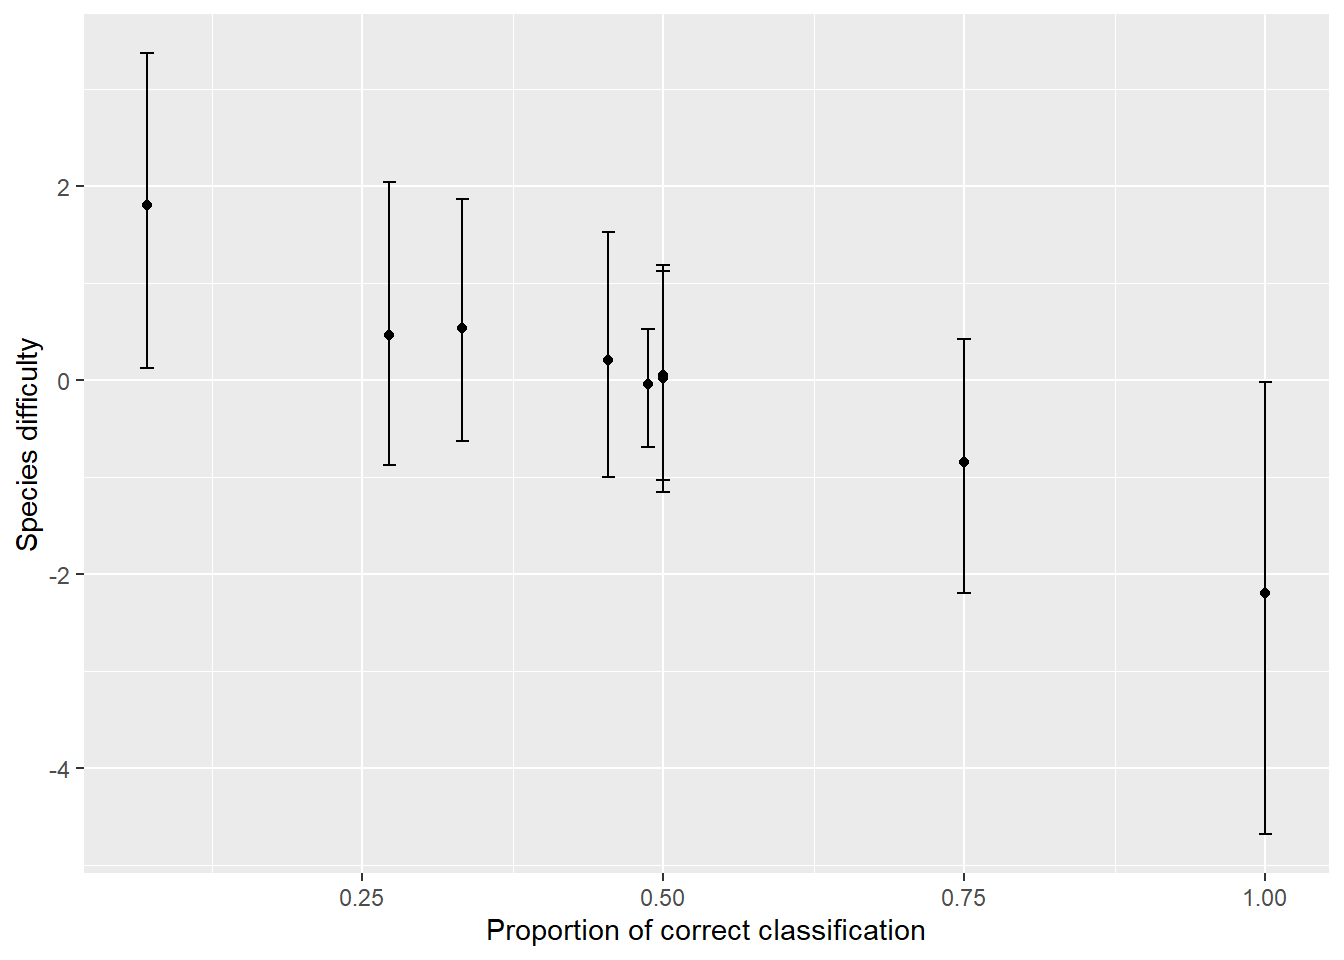 Species difficulty
2
0
-2
-4
0.25 0.50 0.75 1.00
Proportion of correct classification